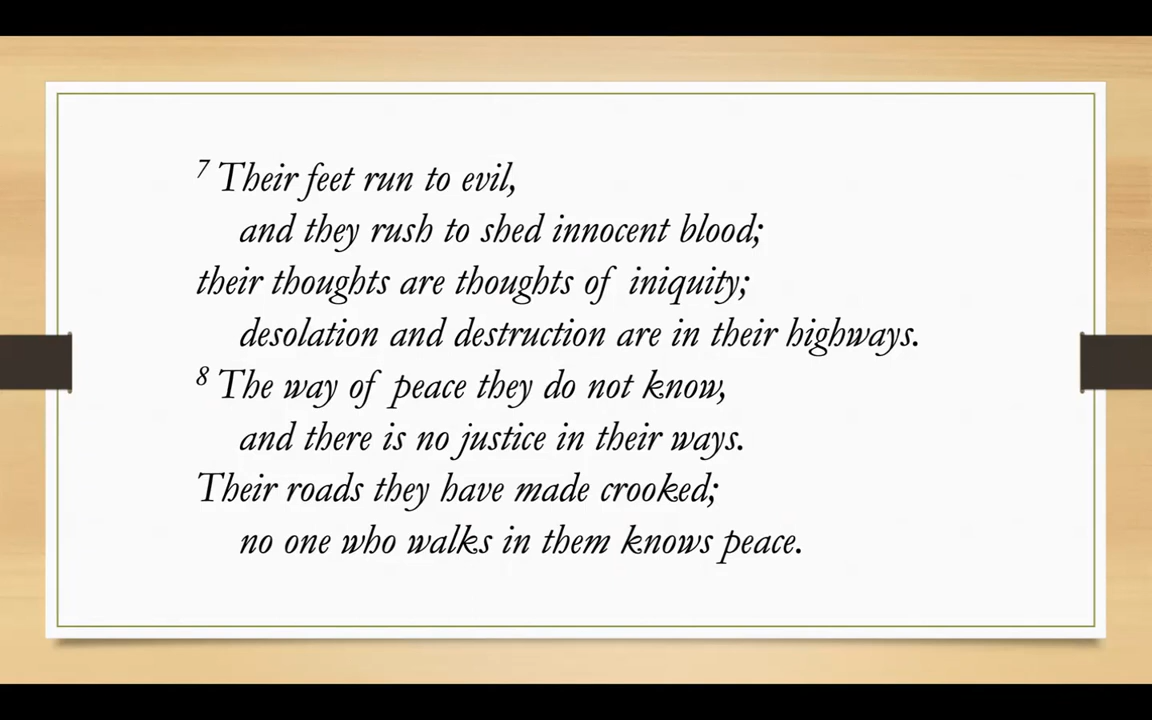 7 Their feet run to evil,
and they rush to shed innocent blood;
their thoughts are thoughts of iniquity;
desolation and destruction are in their highways.
8 The way of peace they do not know,
and there is no justice in their ways.
Their roads they have made crooked;
no one who walks in them knows peace.